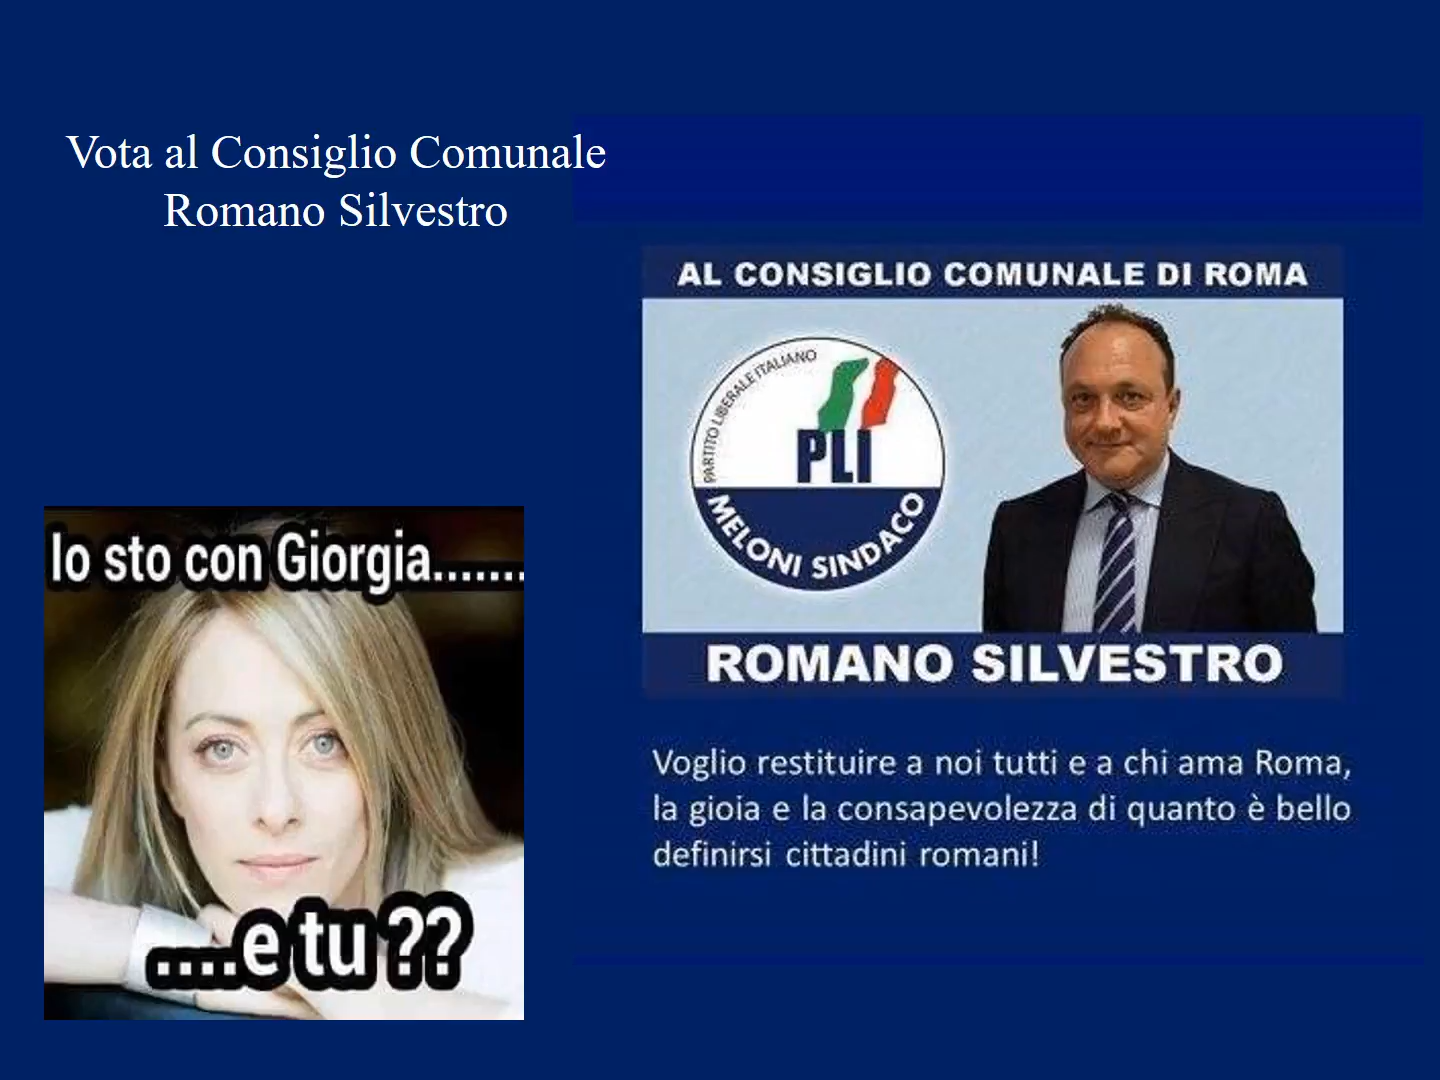 Vota al Consiglio Comunale
Romano Silvestro
AL CONSIGLIO COMUNALE DI ROMA
PARTITO LIBERALE ITALIANO
PLI
MELONI SINDACO
ROMANO SILVESTRO
Io sto con Giorgia.......
....e tu ??
Voglio restituire a noi tutti e a chi ama Roma,
la gioia e la consapevolezza di quanto è bello
definirsi cittadini romani!